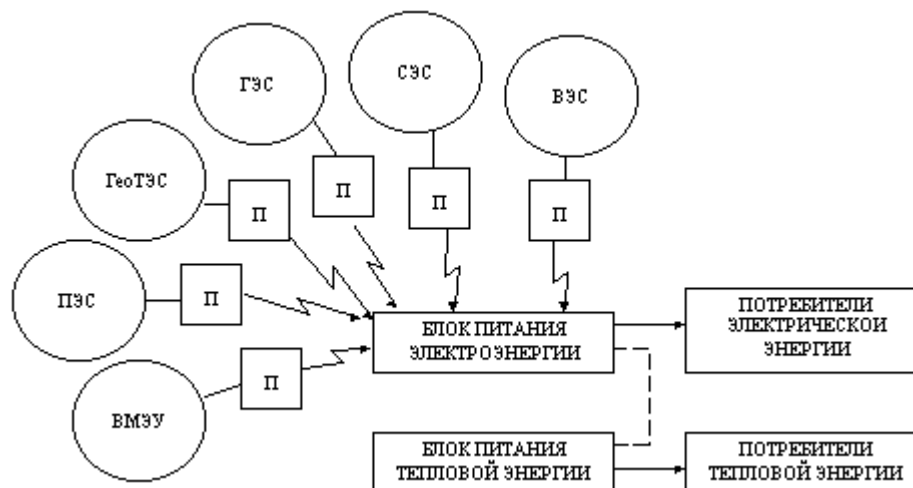 ГЭС
СЭС
ВЭС
ГеоТЭС
П
П
П
П
ПЭС
П
БЛОК ПИТАНИЯ
ЭЛЕКТРОЭНЕРГИИ
ПОТРЕБИТЕЛИ
ЭЛЕКТРИЧЕСКОЙ
ЭНЕРГИИ
ВМЭУ
П
БЛОК ПИТАНИЯ
ТЕПЛОВОЙ ЭНЕРГИИ
ПОТРЕБИТЕЛИ
ТЕПЛОВОЙ ЭНЕРГИИ